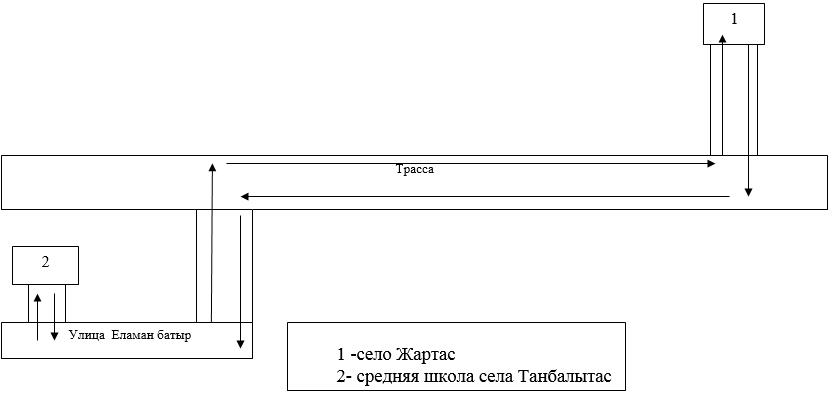 1
Трасса
2
Улица Еламан батыр
1 -село Жартас
2- средняя школа села Танбалытас